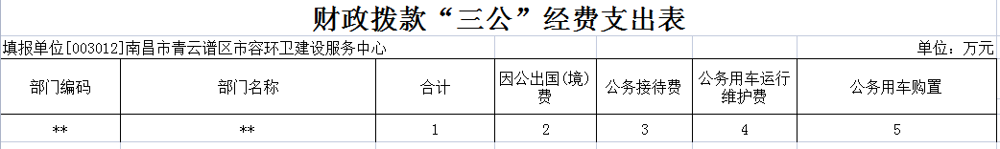 财政拨款“三公”经费支出表
填报单位[003012]南昌市青云谱区市容环卫建设服务中心 单位：万元
部门编码 部门名称 合计 因公出国(境)费 公务接待费 公务用车运行维护费 公务用车购置
** ** 1 2 3 4 5